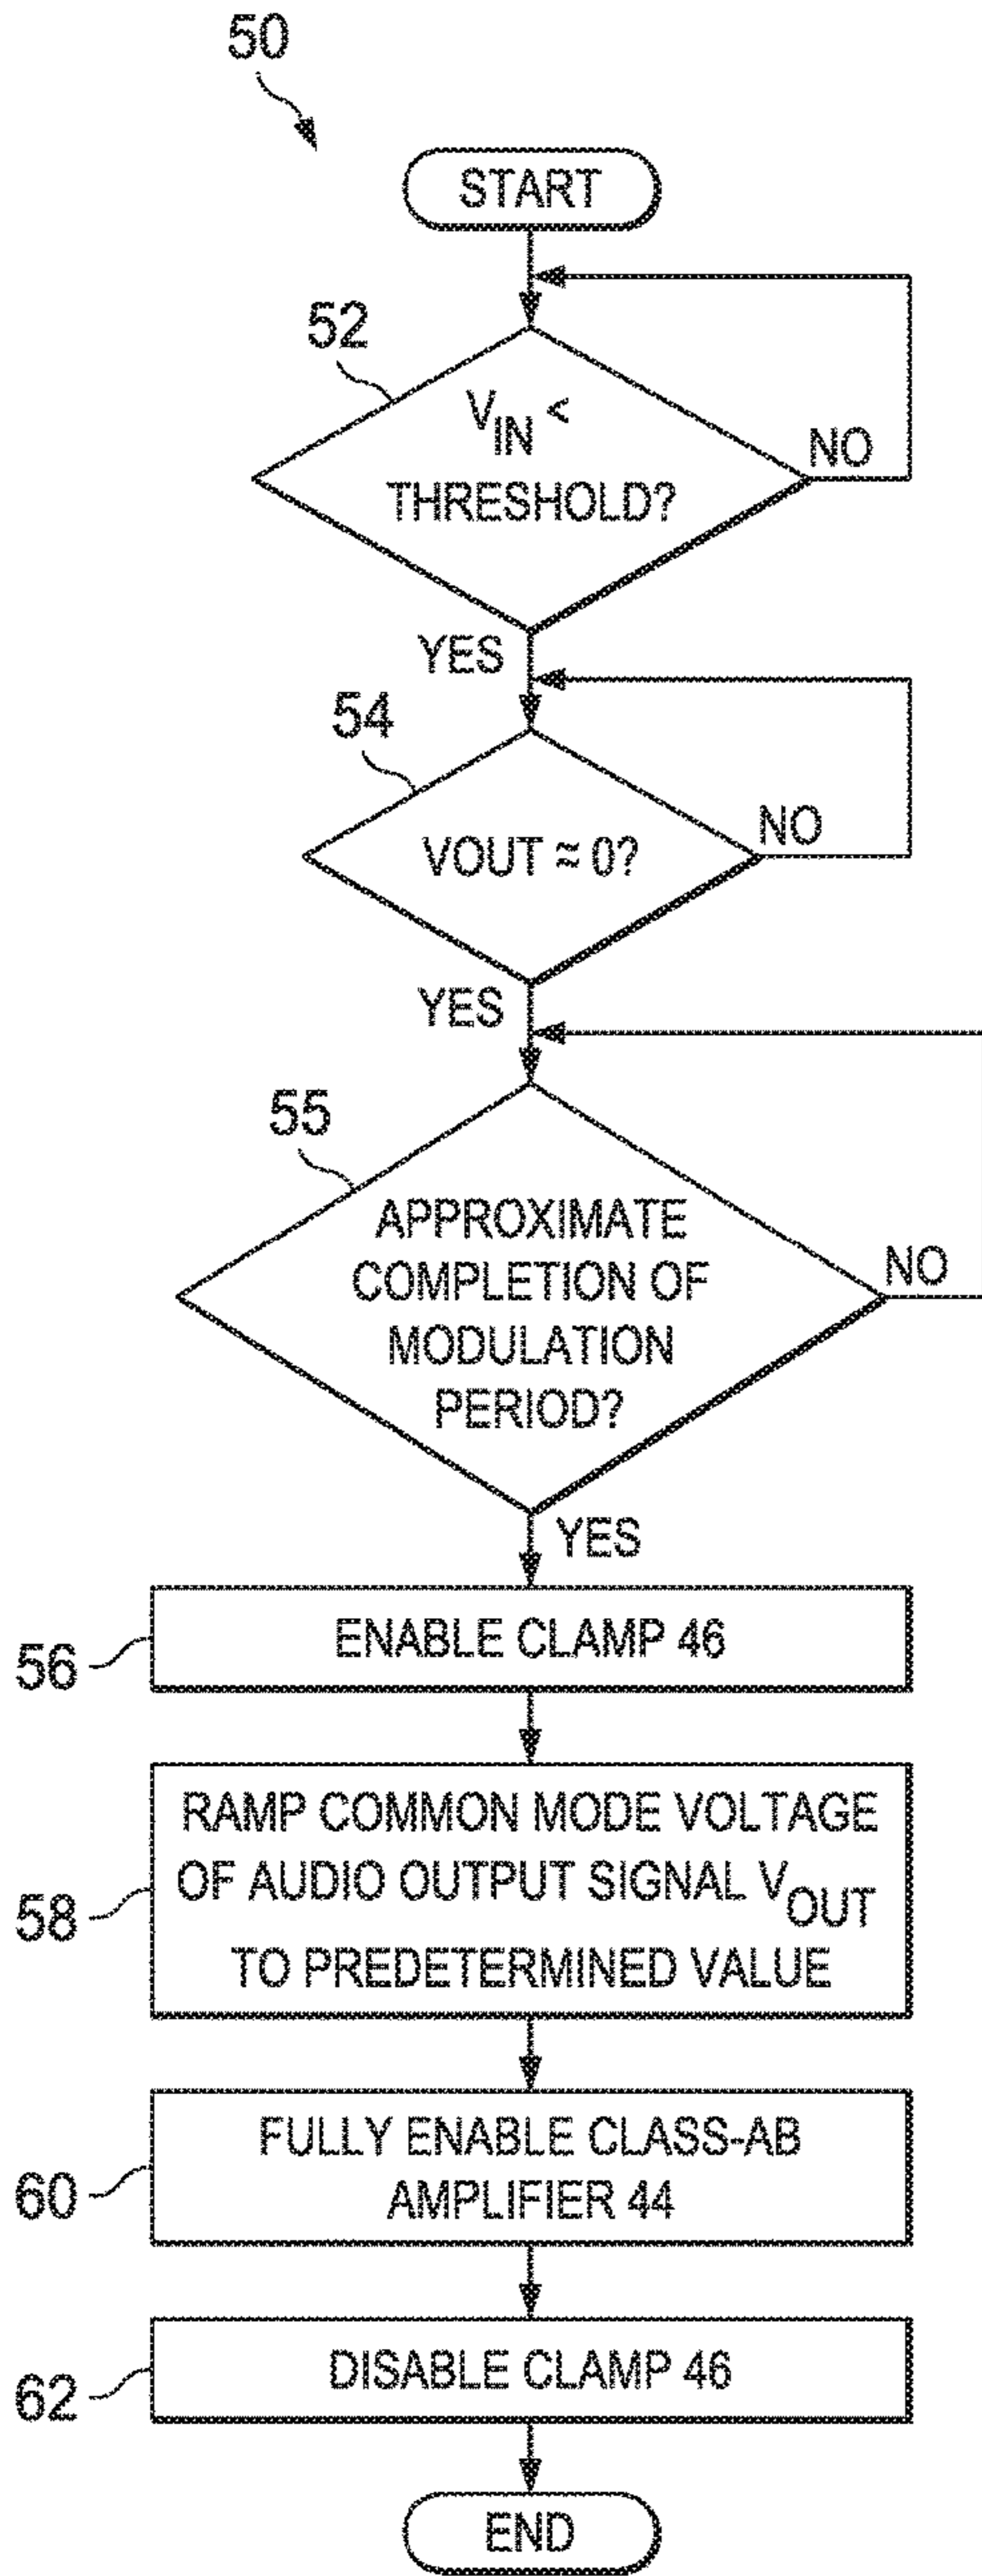 50
START
52
V_IN <
THRESHOLD?
NO
YES
54
VOUT ≈ 0?
NO
YES
55
APPROXIMATE
COMPLETION OF
MODULATION
PERIOD?
NO
YES
56
ENABLE CLAMP 46
58
RAMP COMMON MODE VOLTAGE
OF AUDIO OUTPUT SIGNAL V_OUT
TO PREDETERMINED VALUE
60
FULLY ENABLE CLASS-AB
AMPLIFIER 44
62
DISABLE CLAMP 46
END